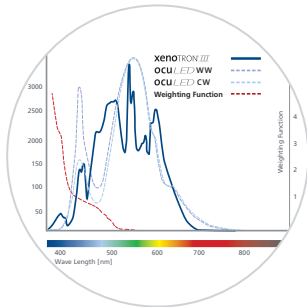 xenoTRON III
ocuLED WW
ocuLED CW
Weighting Function
3000
2500
2000
150
100
50
4
3
2
1
Weighting Function
400
500
600
700
800
Wave Length [nm]